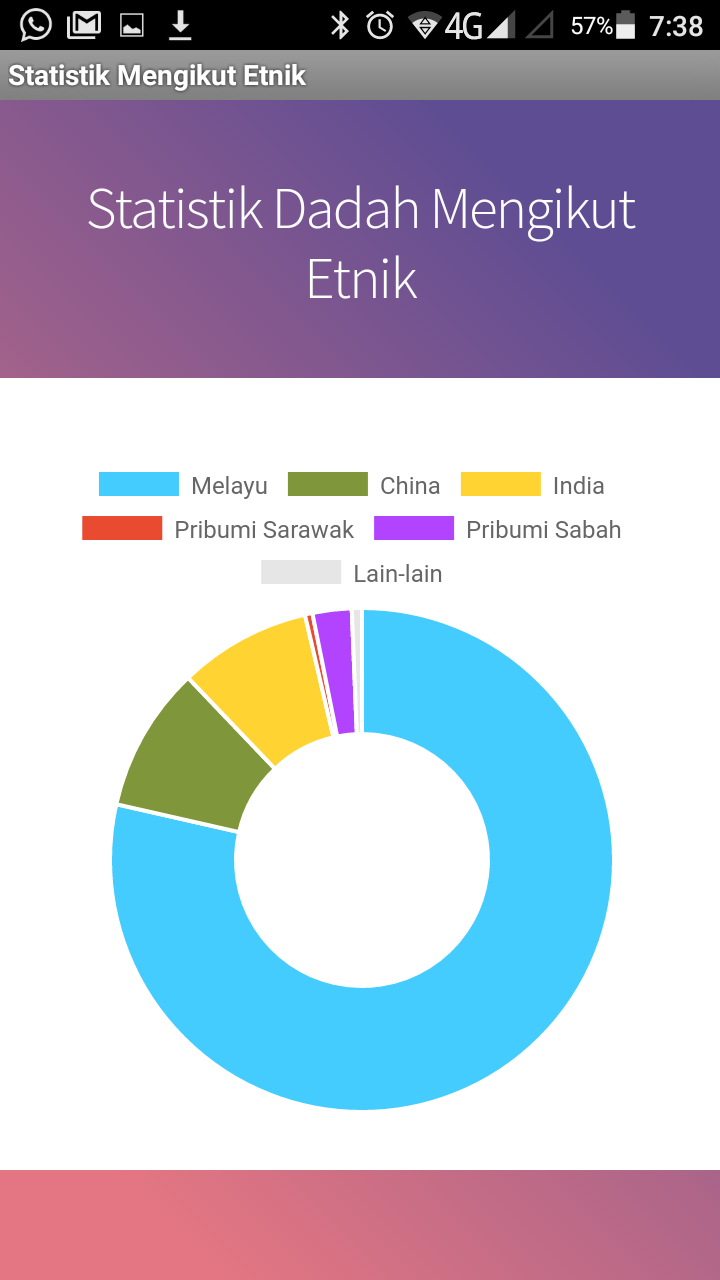 4G 57% 7:38
Statistik Mengikut Etnik
Statistik Dadah Mengikut
Etnik
Melayu China India
Pribumi Sarawak Pribumi Sabah
Lain-lain